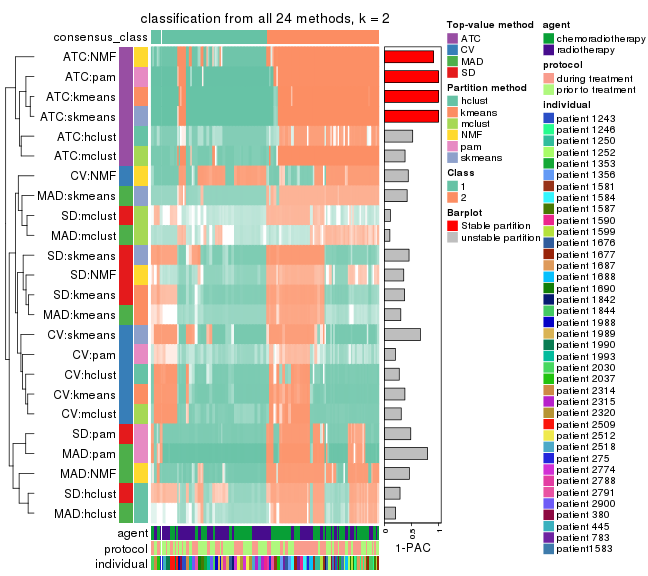 classification from all 24 methods, k = 2
consensus_class
ATC:NMF
ATC:pam
ATC:kmeans
ATC:skmeans
ATC:hclust
ATC:mclust
CV:NMF
MAD:skmeans
SD:mclust
MAD:mclust
SD:skmeans
SD:NMF
SD:kmeans
MAD:kmeans
CV:skmeans
CV:pam
CV:hclust
CV:kmeans
CV:mclust
SD:pam
MAD:pam
MAD:NMF
SD:hclust
MAD:hclust
agent
protocol
individual
0
0.5
1
1-PAC
Top-value method
ATC
CV
MAD
SD
Partition method
hclust
kmeans
mclust
NMF
pam
skmeans
Class
1
2
Barplot
Stable partition
unstable partition
agent
chemoradiotherapy
radiotherapy
protocol
during treatment
prior to treatment
individual
patient 1243
patient 1246
patient 1250
patient 1252
patient 1353
patient 1356
patient 1581
patient 1584
patient 1587
patient 1590
patient 1599
patient 1676
patient 1677
patient 1687
patient 1688
patient 1690
patient 1842
patient 1844
patient 1988
patient 1989
patient 1990
patient 1993
patient 2030
patient 2037
patient 2314
patient 2315
patient 2320
patient 2509
patient 2512
patient 2518
patient 275
patient 2774
patient 2788
patient 2791
patient 2900
patient 380
patient 445
patient 783
patient1583